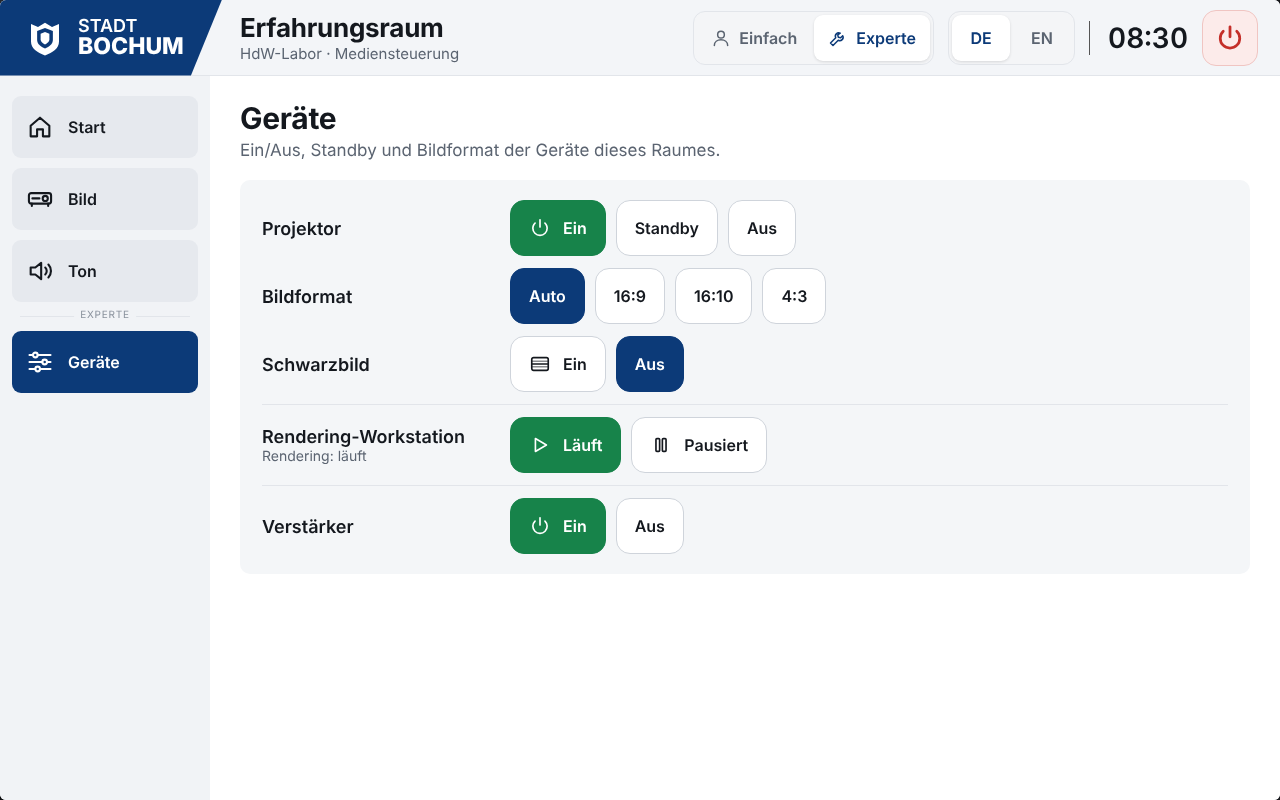 STADT
BOCHUM
Erfahrungsraum
HdW-Labor · Mediensteuerung
Einfach
Experte
DE
EN
08:30
Start
Bild
Ton
EXPERTE
Geräte
Geräte
Ein/Aus, Standby und Bildformat der Geräte dieses Raumes.
Projektor
Ein
Standby
Aus
Bildformat
Auto
16:9
16:10
4:3
Schwarzbild
Ein
Aus
Rendering-Workstation
Rendering: läuft
Läuft
Pausiert
Verstärker
Ein
Aus